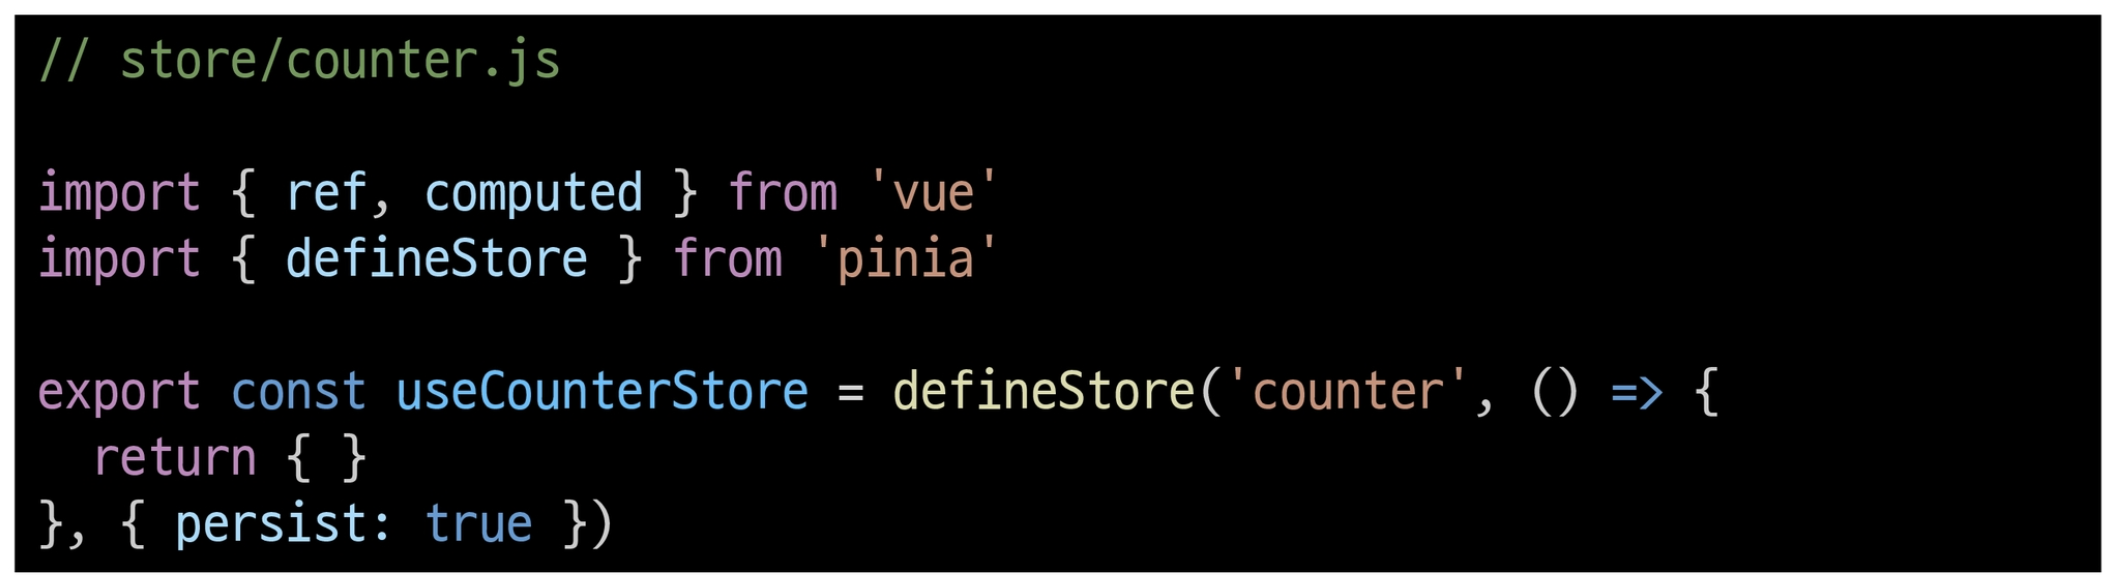 // store/counter.js
import { ref, computed } from 'vue'
import { defineStore } from 'pinia'
export const useCounterStore = defineStore('counter', () => {
  return { }
}, { persist: true })